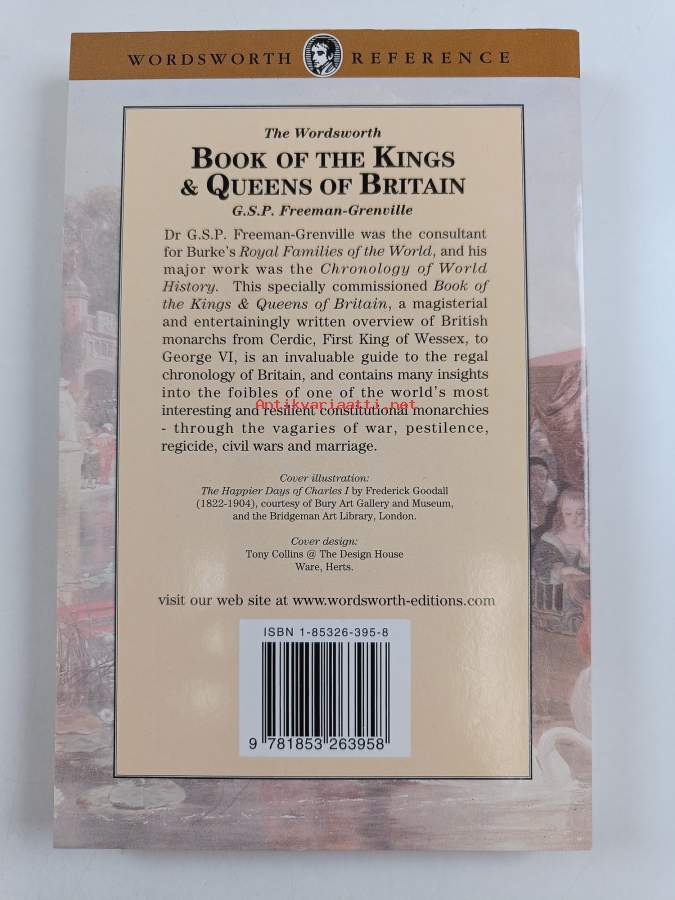 WORDSWORTH REFERENCE
The Wordsworth
BOOK OF THE KINGS
& QUEENS OF BRITAIN
G.S.P. Freeman-Grenville
Dr G.S.P. Freeman-Grenville was the consultant
for Burke's Royal Families of the World, and his
major work was the Chronology of World
History. This specially commissioned Book of
the Kings & Queens of Britain, a magisterial
and entertainingly written overview of British
monarchs from Cerdic, First King of Wessex, to
George VI, is an invaluable guide to the regal
chronology of Britain, and contains many insights
into the foibles of one of the world's most
Antikvariaatti.net
interesting and resilient constitutional monarchies
- through the vagaries of war, pestilence,
regicide, civil wars and marriage.
Cover illustration:
The Happier Days of Charles I by Frederick Goodall
(1822-1904), courtesy of Bury Art Gallery and Museum,
and the Bridgeman Art Library, London.
Cover design:
Tony Collins @ The Design House
Ware, Herts.
visit our web site at www.wordsworth-editions.com
ISBN 1-85326-395-8
9 781853 263958